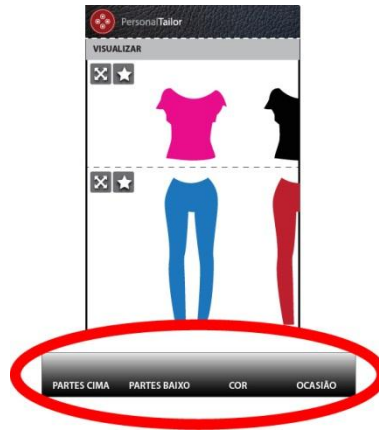 PersonalTailor
VISUALIZAR
PARTES CIMA PARTES BAIXO COR OCASIÃO